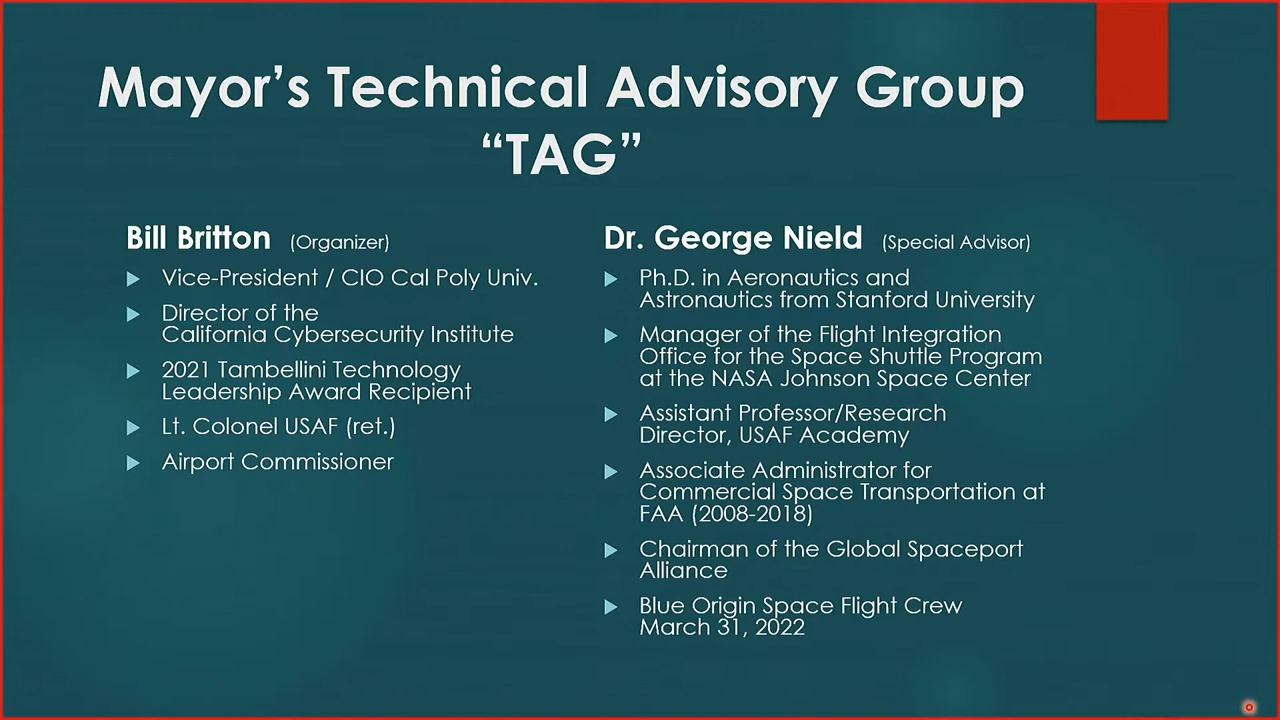 Mayor’s Technical Advisory Group
“TAG”
Bill Britton (Organizer)
Vice-President / CIO Cal Poly Univ.
Director of the
California Cybersecurity Institute
2021 Tambellini Technology
Leadership Award Recipient
Lt. Colonel USAF (ret.)
Airport Commissioner
Dr. George Nield (Special Advisor)
Ph.D. in Aeronautics and
Astronautics from Stanford University
Manager of the Flight Integration
Office for the Space Shuttle Program
at the NASA Johnson Space Center
Assistant Professor/Research
Director, USAF Academy
Associate Administrator for
Commercial Space Transportation at
FAA (2008-2018)
Chairman of the Global Spaceport
Alliance
Blue Origin Space Flight Crew
March 31, 2022